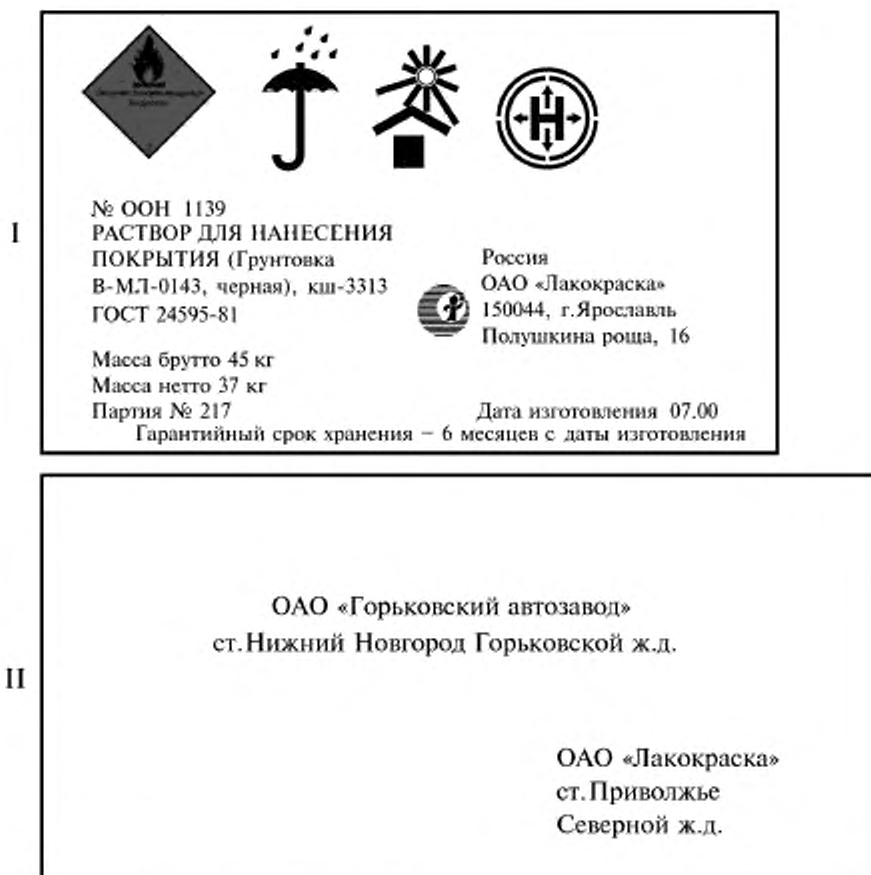 I
№ ООН 1139
РАСТВОР ДЛЯ НАНЕСЕНИЯ
ПОКРЫТИЯ (Грунтовка
В-МЛ-0143, черная), кш-3313
ГОСТ 24595-81
Россия
ОАО «Лакокраска»
150044, г.Ярославль
Полушкина роща, 16
Масса брутто 45 кг
Масса нетто 37 кг
Партия № 217
Дата изготовления 07.00
Гарантийный срок хранения − 6 месяцев с даты изготовления
II
ОАО «Горьковский автозавод»
ст.Нижний Новгород Горьковской ж.д.
ОАО «Лакокраска»
ст.Приволжье
Северной ж.д.